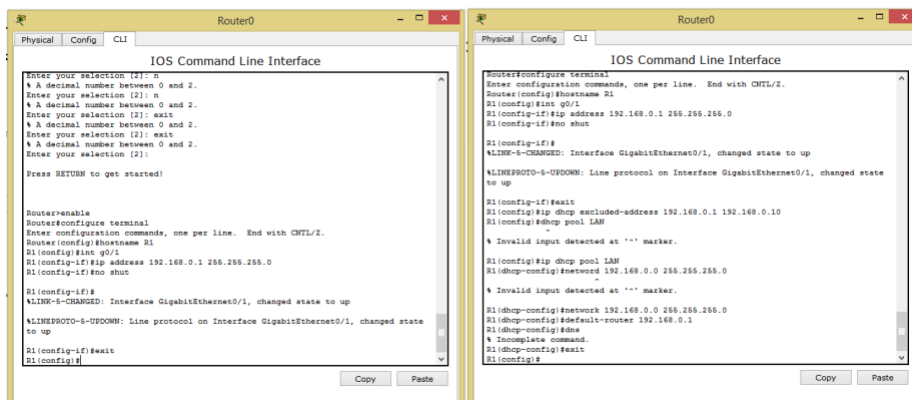 Router0
Physical Config CLI
IOS Command Line Interface
Enter your selection [2]: n
% A decimal number between 0 and 2.
Enter your selection [2]: n
% A decimal number between 0 and 2.
Enter your selection [2]: exit
% A decimal number between 0 and 2.
Enter your selection [2]: exit
% A decimal number between 0 and 2.
Enter your selection [2]:
Press RETURN to get started!
Router>enable
Router#configure terminal
Enter configuration commands, one per line. End with CNTL/Z.
Router(config)#hostname R1
R1(config)#int g0/1
R1(config-if)#ip address 192.168.0.1 255.255.255.0
R1(config-if)#no shut
R1(config-if)#
%LINK-5-CHANGED: Interface GigabitEthernet0/1, changed state to up
%LINEPROTO-5-UPDOWN: Line protocol on Interface GigabitEthernet0/1, changed state
to up
R1(config-if)#exit
R1(config)#
Copy Paste
Router0
Physical Config CLI
IOS Command Line Interface
Router#configure terminal
Enter configuration commands, one per line. End with CNTL/Z.
Router(config)#hostname R1
R1(config)#int g0/1
R1(config-if)#ip address 192.168.0.1 255.255.255.0
R1(config-if)#no shut
R1(config-if)#
%LINK-5-CHANGED: Interface GigabitEthernet0/1, changed state to up
%LINEPROTO-5-UPDOWN: Line protocol on Interface GigabitEthernet0/1, changed state
to up
R1(config-if)#exit
R1(config)#ip dhcp excluded-address 192.168.0.1 192.168.0.10
R1(config)#dhcp pool LAN
^
% Invalid input detected at '^' marker.
R1(config)#ip dhcp pool LAN
R1(dhcp-config)#netword 192.168.0.0 255.255.255.0
^
% Invalid input detected at '^' marker.
R1(dhcp-config)#network 192.168.0.0 255.255.255.0
R1(dhcp-config)#default-router 192.168.0.1
R1(dhcp-config)#dns
% Incomplete command.
R1(dhcp-config)#exit
R1(config)#
Copy Paste